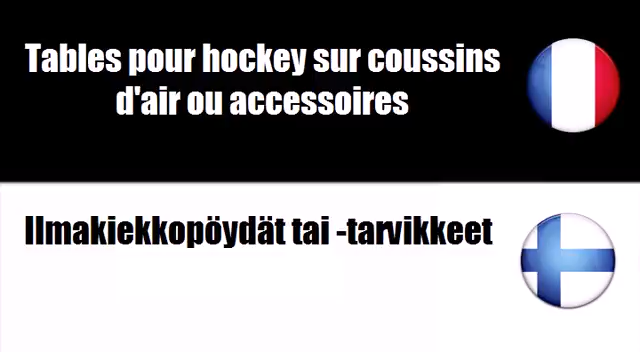 Tables pour hockey sur coussins
d'air ou accessoires
Ilmakiekkopöydät tai -tarvikkeet